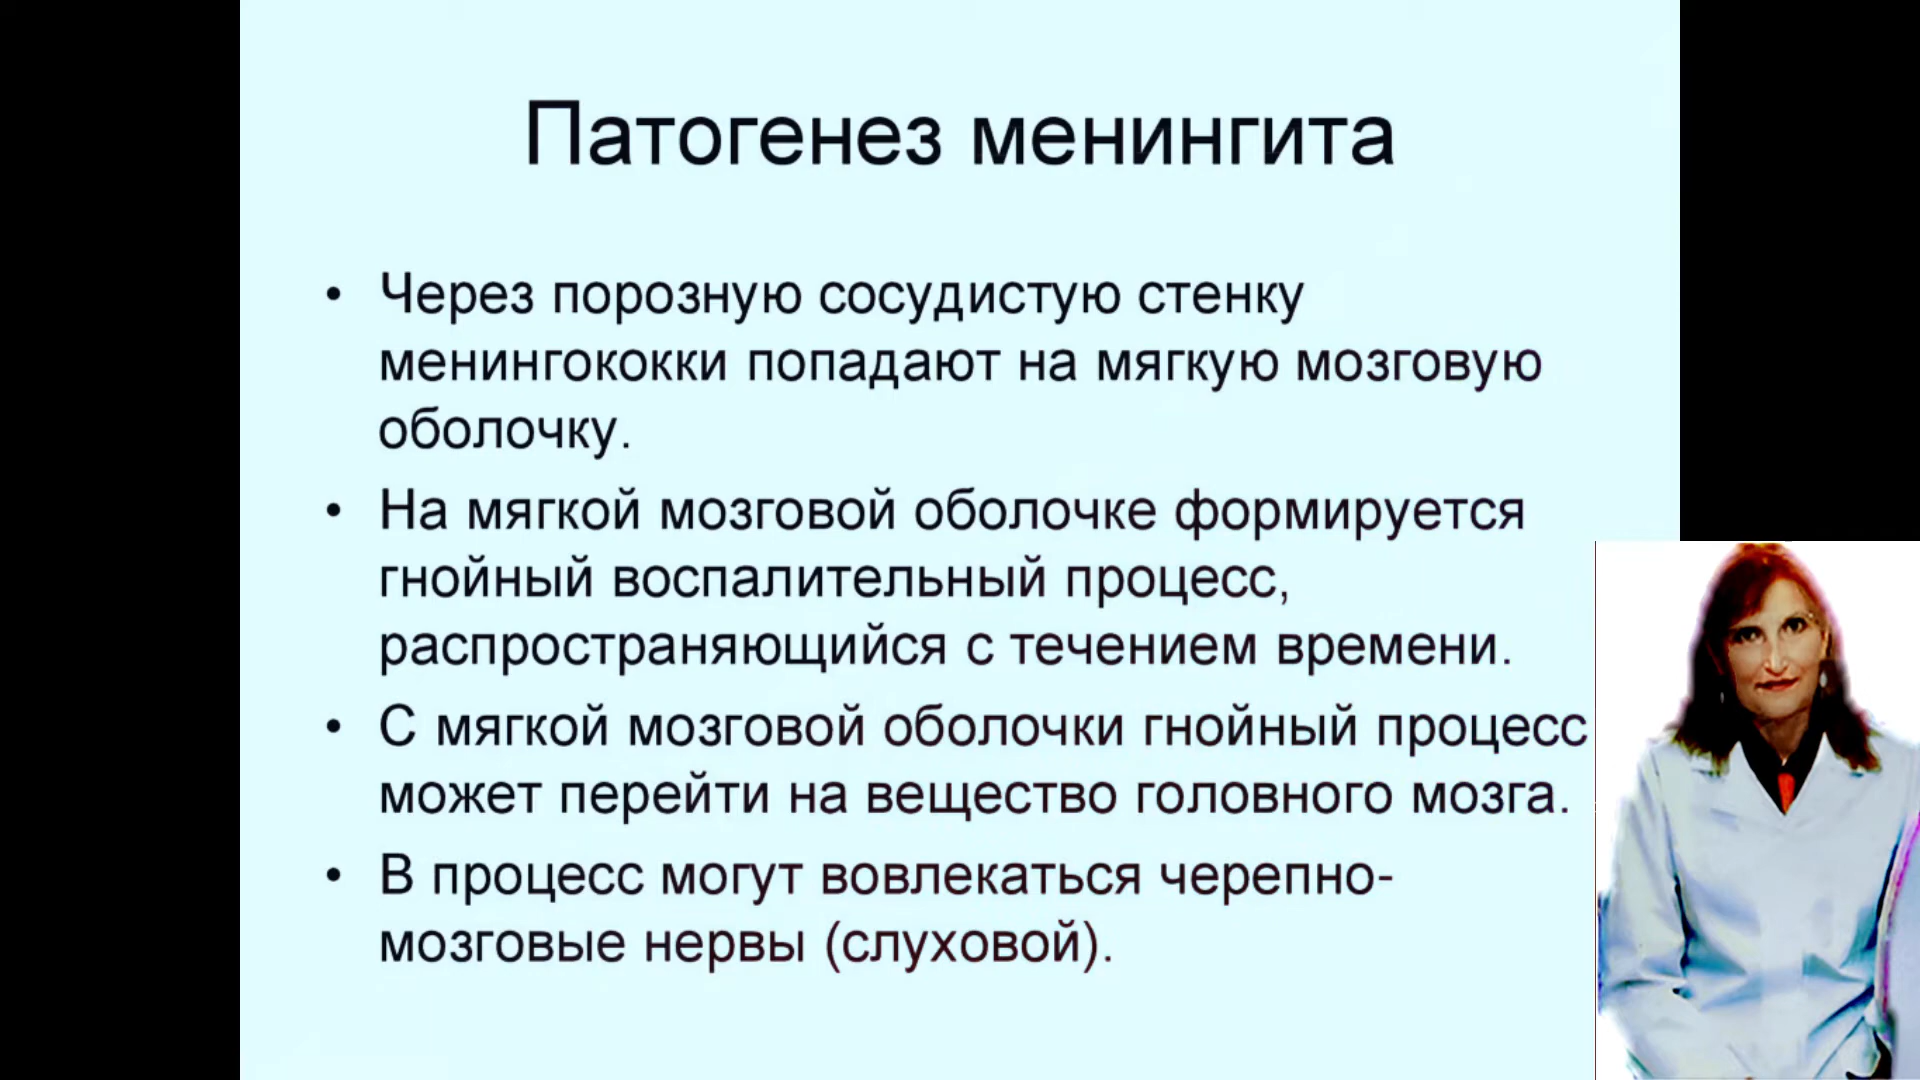 Патогенез менингита
• Через порозную сосудистую стенку
менингококки попадают на мягкую мозговую
оболочку.
• На мягкой мозговой оболочке формируется
гнойный воспалительный процесс,
распространяющийся с течением времени.
• С мягкой мозговой оболочки гнойный процесс
может перейти на вещество головного мозга.
• В процесс могут вовлекаться черепно-
мозговые нервы (слуховой).